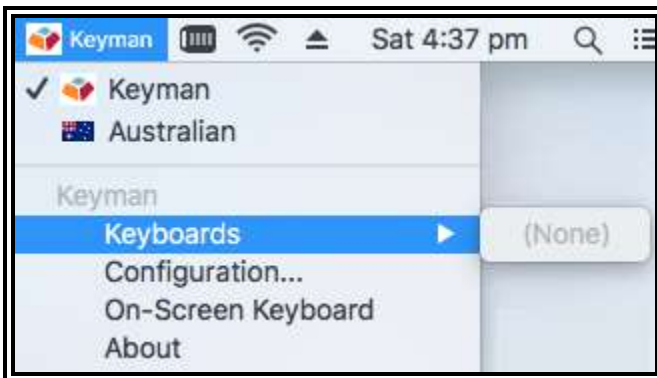 Keyman Sat 4:37 pm
Keyman
Australian
Keyman
Keyboards (None)
Configuration...
On-Screen Keyboard
About